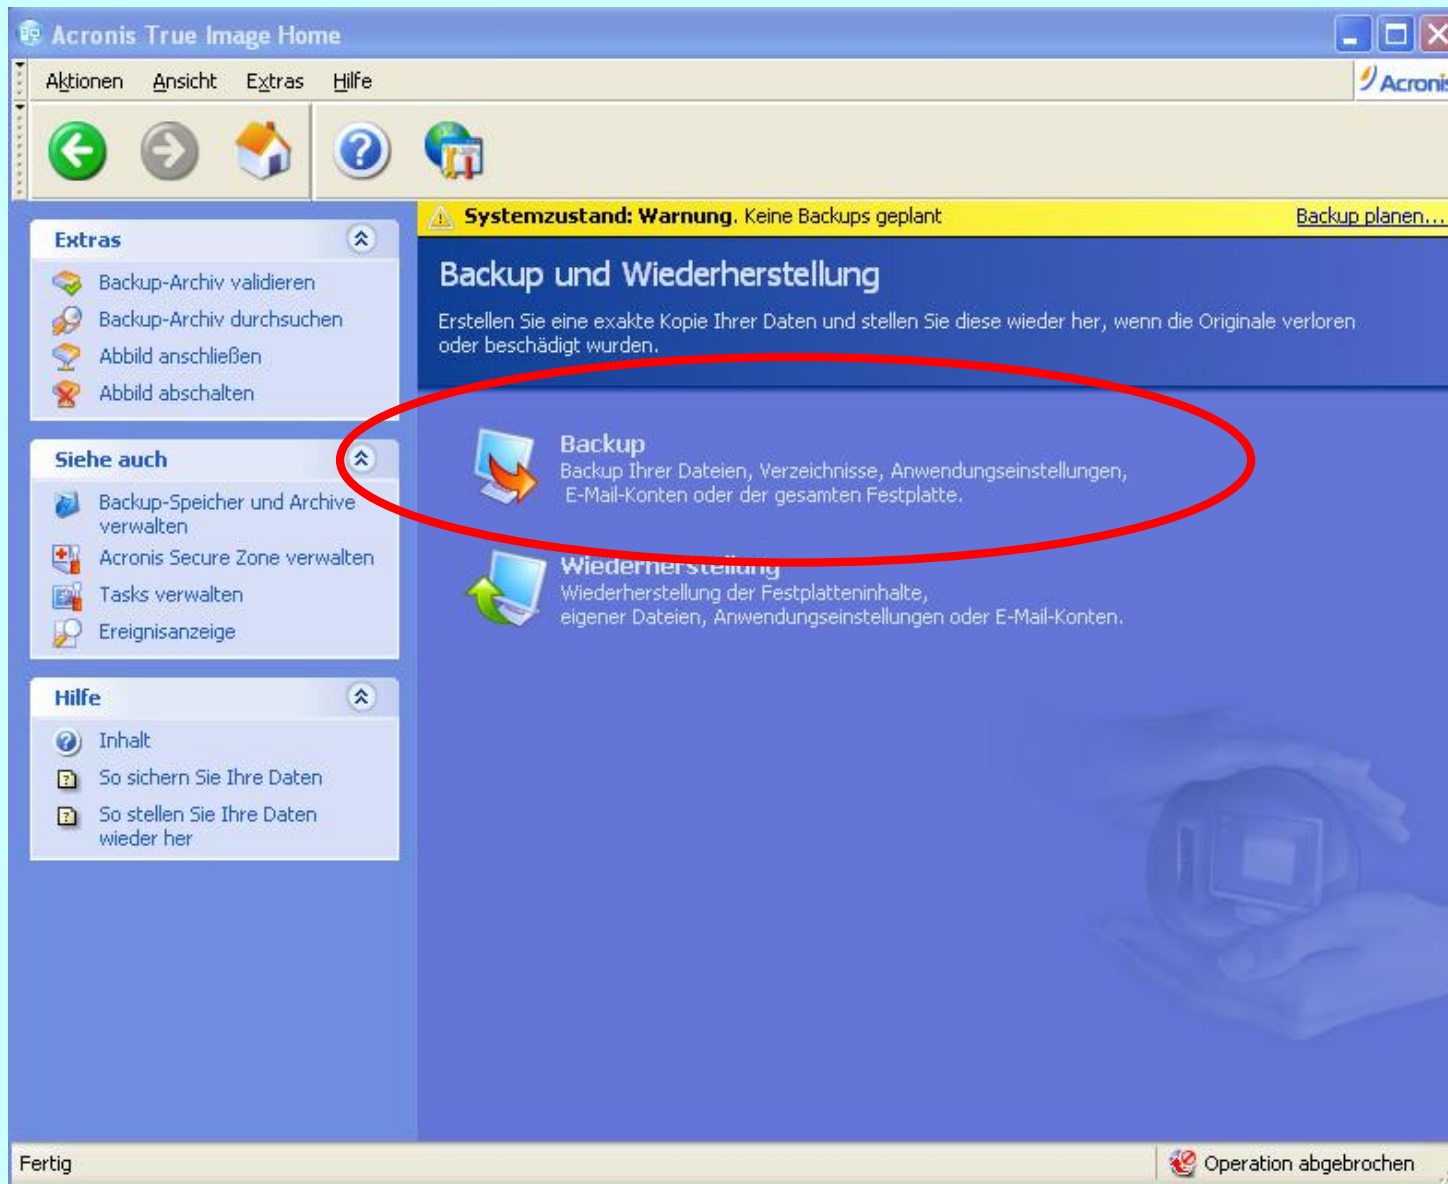 Acronis True Image Home
Aktionen Ansicht Extras Hilfe
Acronis
Systemzustand: Warnung. Keine Backups geplant
Backup planen...
Extras
Backup-Archiv validieren
Backup-Archiv durchsuchen
Abbild anschließen
Abbild abschalten
Siehe auch
Backup-Speicher und Archive
verwalten
Acronis Secure Zone verwalten
Tasks verwalten
Ereignisanzeige
Hilfe
Inhalt
So sichern Sie Ihre Daten
So stellen Sie Ihre Daten
wieder her
Backup und Wiederherstellung
Erstellen Sie eine exakte Kopie Ihrer Daten und stellen Sie diese wieder her, wenn die Originale verloren
oder beschädigt wurden.
Backup
Backup Ihrer Dateien, Verzeichnisse, Anwendungseinstellungen,
E-Mail-Konten oder der gesamten Festplatte.
Wiederherstellung
Wiederherstellung der Festplatteninhalte,
eigener Dateien, Anwendungseinstellungen oder E-Mail-Konten.
Fertig
Operation abgebrochen